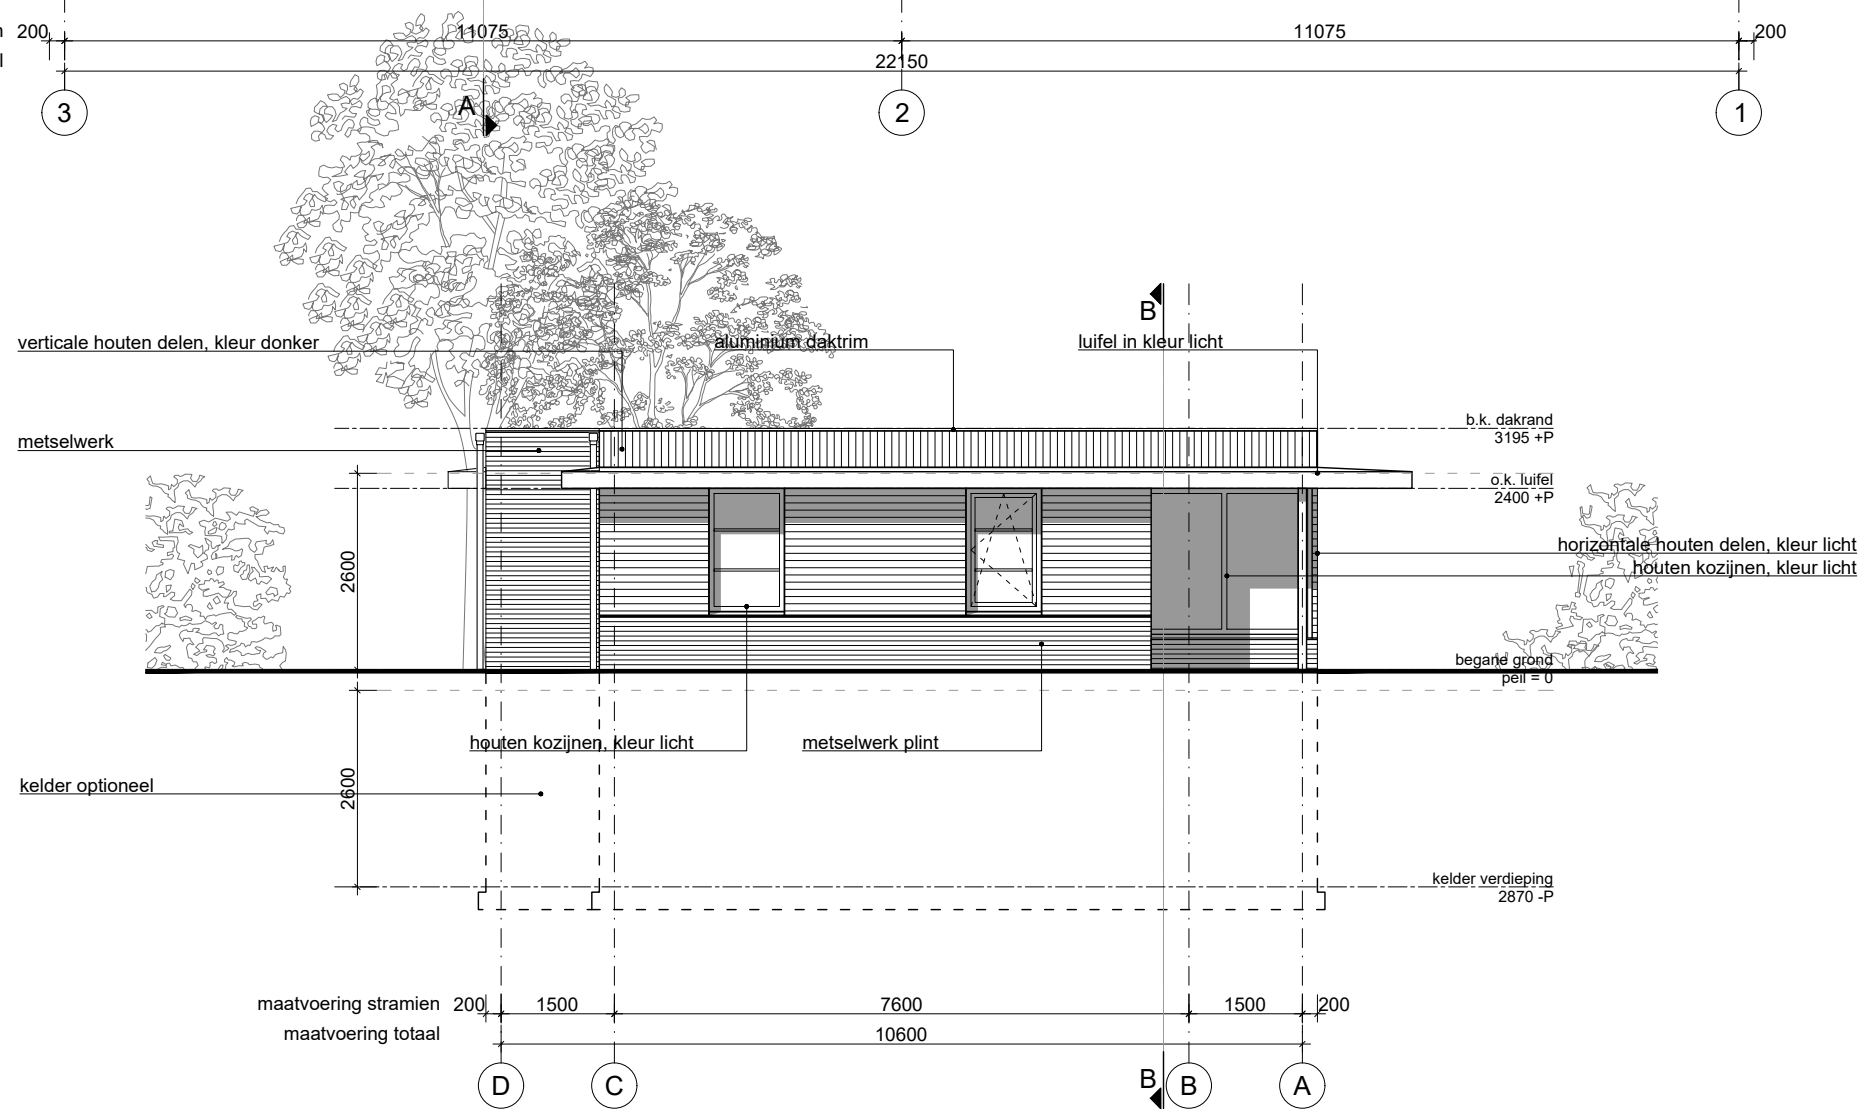 200 11075 11075 200
22150
3 2 1
A
B
verticale houten delen, kleur donker
aluminium daktrim
luifel in kleur licht
b.k. dakrand
3195 +P
metselwerk
o.k. luifel
2400 +P
2600
horizontale houten delen, kleur licht
houten kozijnen, kleur licht
begane grond
peil = 0
houten kozijnen, kleur licht
metselwerk plint
kelder optioneel
2600
kelder verdieping
2870 -P
maatvoering stramien 200 1500 7600 1500 200
maatvoering totaal 10600
D C B B A